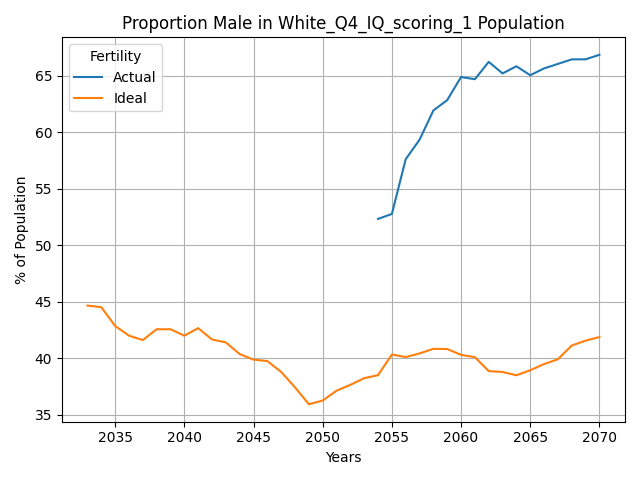 Proportion Male in White_Q4_IQ_scoring_1 Population
Fertility
Actual
Ideal
% of Population
65
60
55
50
45
40
35
2035
2040
2045
2050
2055
2060
2065
2070
Years